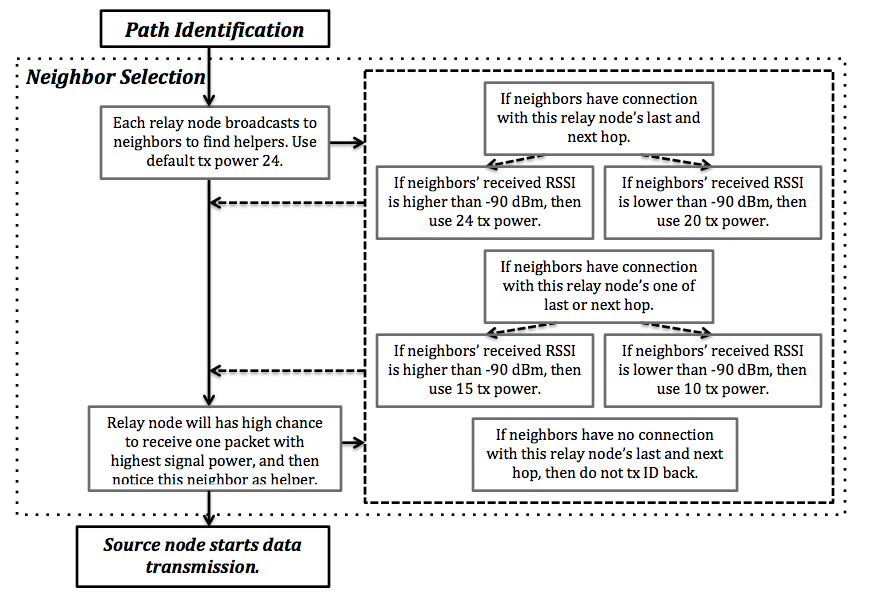 Path Identification
Neighbor Selection
Each relay node broadcasts to
neighbors to find helpers. Use
default tx power 24.
If neighbors have connection
with this relay node's last and
next hop.
If neighbors' received RSSI
is higher than -90 dBm, then
use 24 tx power.
If neighbors' received RSSI
is lower than -90 dBm, then
use 20 tx power.
If neighbors have connection
with this relay node's one of
last or next hop.
If neighbors' received RSSI
is higher than -90 dBm, then
use 15 tx power.
If neighbors' received RSSI
is lower than -90 dBm, then
use 10 tx power.
Relay node will has high chance
to receive one packet with
highest signal power, and then
notice this neighbor as helper.
If neighbors have no connection
with this relay node's last and next
hop, then do not tx ID back.
Source node starts data
transmission.